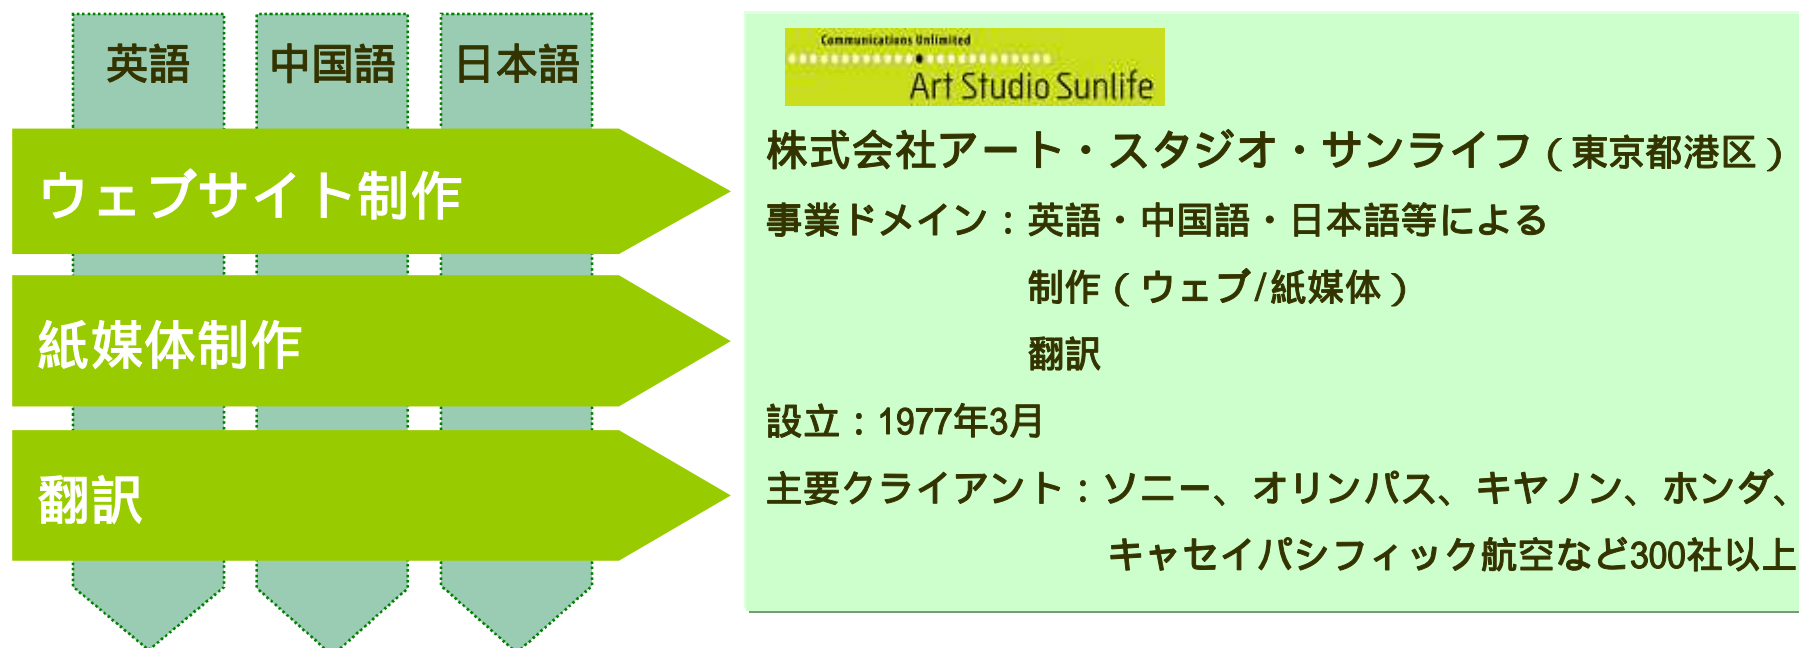 英語
中国語
日本語
ウェブサイト制作
紙媒体制作
翻訳
Communications Unlimited
Art Studio Sunlife
株式会社アート・スタジオ・サンライフ(東京都港区)
事業ドメイン:英語・中国語・日本語等による
制作(ウェブ/紙媒体)
翻訳
設立:1977年3月
主要クライアント:ソニー、オリンパス、キヤノン、ホンダ、
キャセイパシフィック航空など300社以上